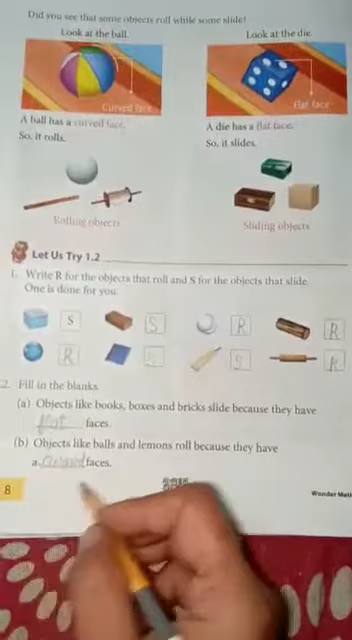 Did you see that some objects roll while some slide!
Look at the ball.
Look at the die.
Curved face
Flat face
A ball has a curved face.
So, it rolls.
A die has a flat face.
So, it slides.
Rolling objects
Sliding objects
Let Us Try 1.2
1. Write R for the objects that roll and S for the objects that slide.
One is done for you.
S S R R
R S R
2. Fill in the blanks.
(a) Objects like books, boxes and bricks slide because they have
flat faces.
(b) Objects like balls and lemons roll because they have
a curved faces.
8
Wonder Math